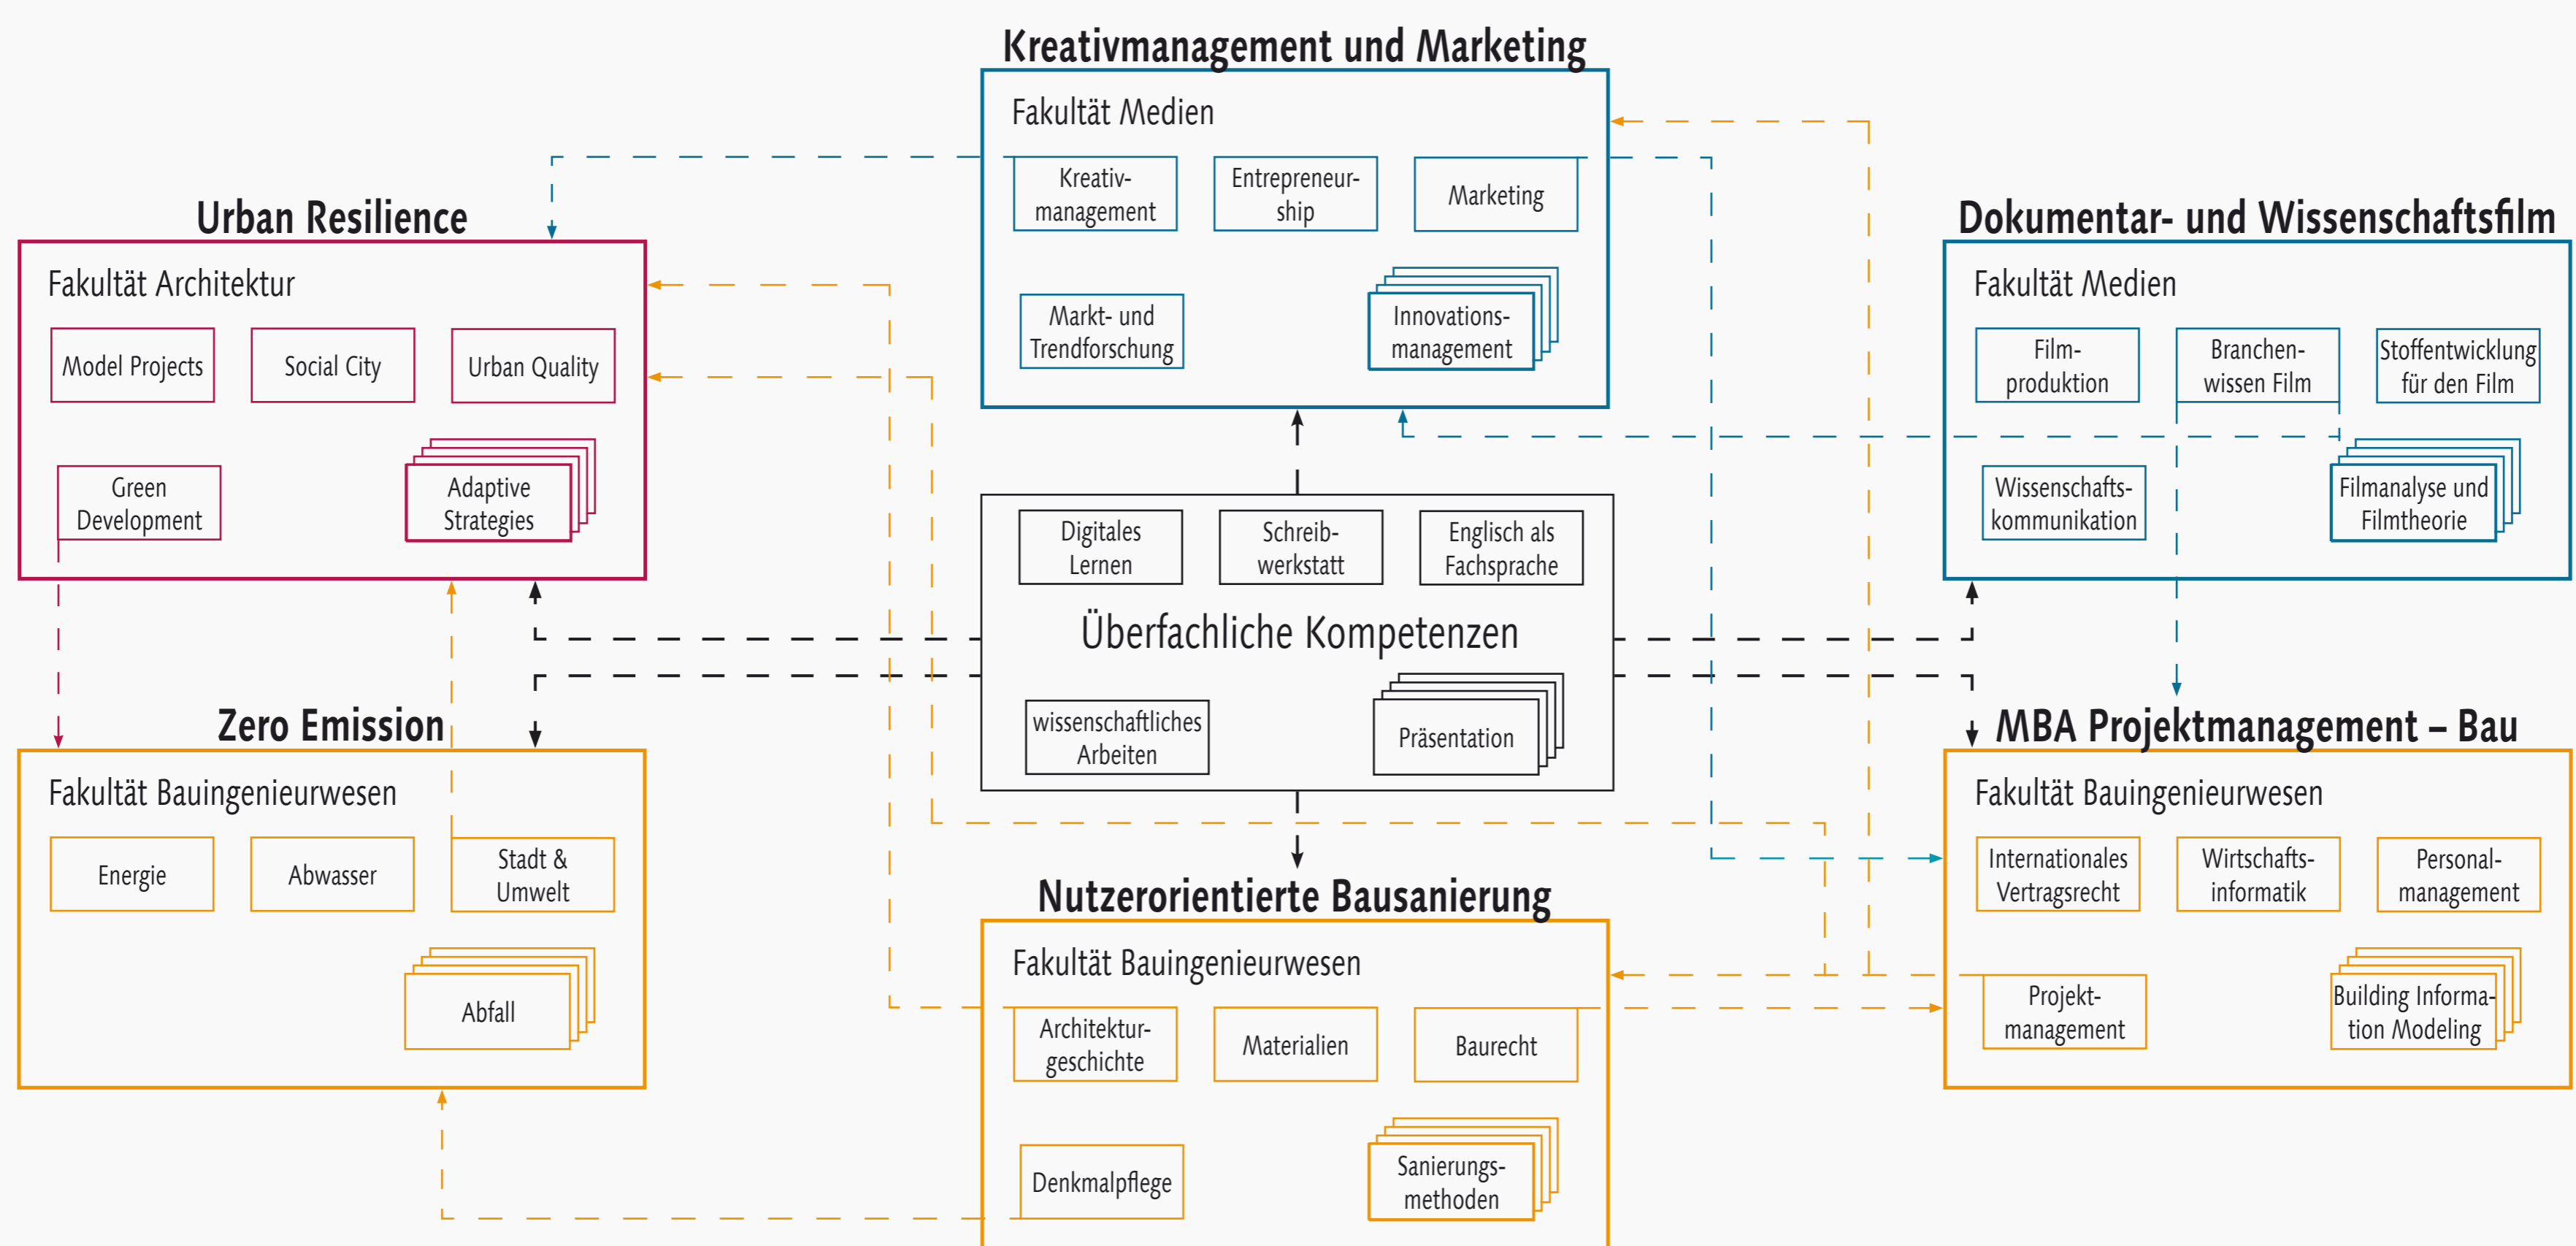 Kreativmanagement und Marketing
Fakultät Medien
Kreativ-
management
Entrepreneur-
ship
Marketing
Markt- und
Trendforschung
Innovations-
management
Urban Resilience
Fakultät Architektur
Model Projects
Social City
Urban Quality
Green
Development
Adaptive
Strategies
Dokumentar- und Wissenschaftsfilm
Fakultät Medien
Film-
produktion
Branchen-
wissen Film
Stoffentwicklung
für den Film
Wissenschafts-
kommunikation
Filmanalyse und
Filmtheorie
Digitales
Lernen
Schreib-
werkstatt
Englisch als
Fachsprache
Überfachliche Kompetenzen
wissenschaftliches
Arbeiten
Präsentation
Zero Emission
Fakultät Bauingenieurwesen
Energie
Abwasser
Stadt &
Umwelt
Abfall
MBA Projektmanagement – Bau
Fakultät Bauingenieurwesen
Internationales
Vertragsrecht
Wirtschafts-
informatik
Personal-
management
Projekt-
management
Building Informa-
tion Modeling
Nutzerorientierte Bausanierung
Fakultät Bauingenieurwesen
Architektur-
geschichte
Materialien
Baurecht
Denkmalpflege
Sanierungs-
methoden